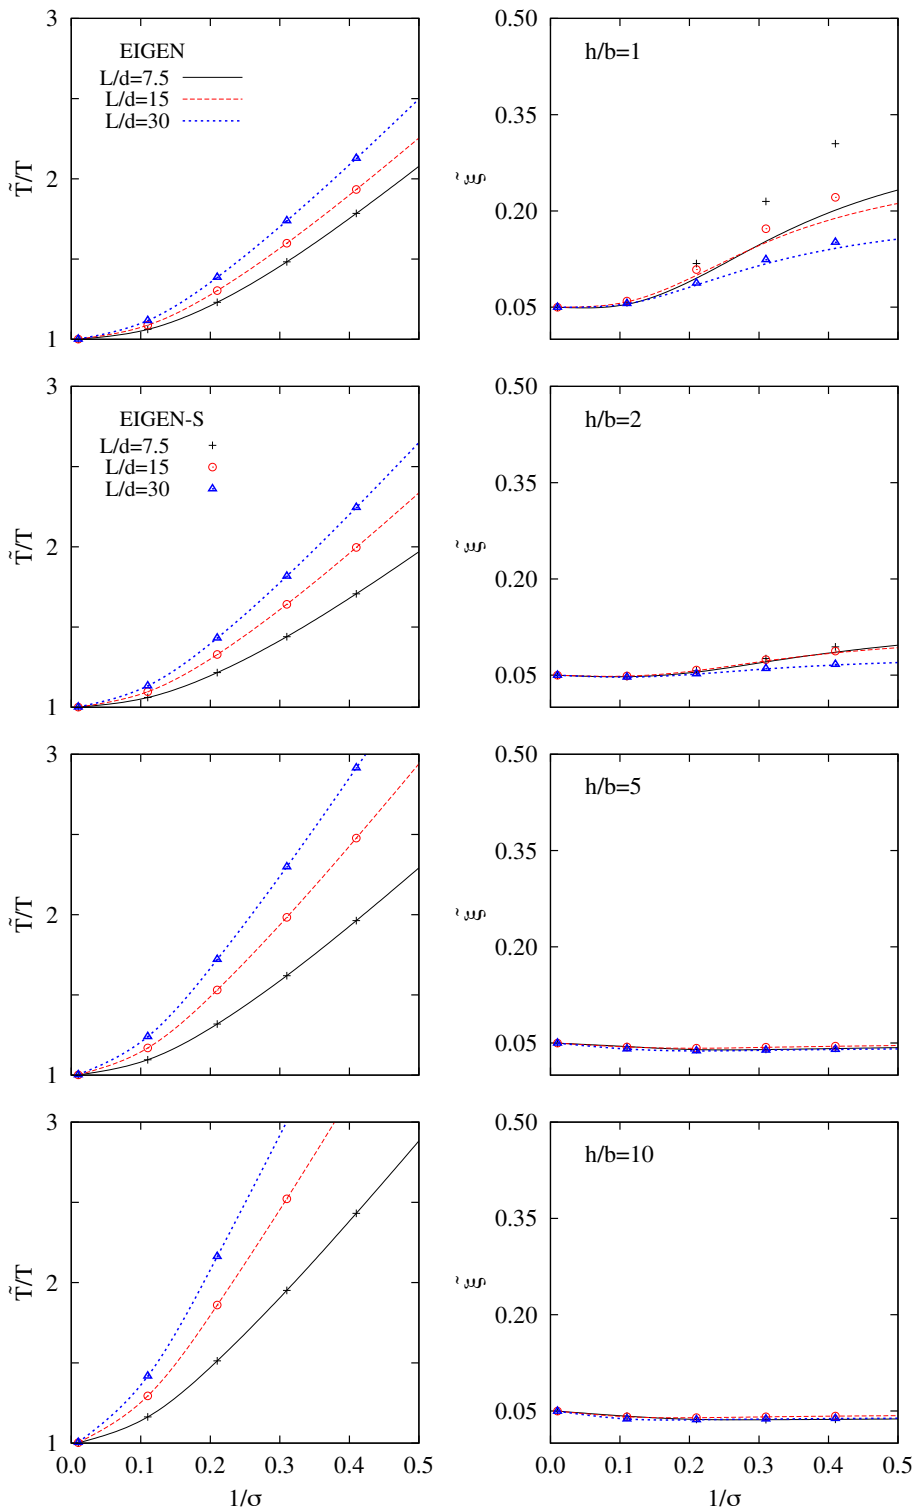 3
2
1
T̃/T
EIGEN
L/d=7.5
L/d=15
L/d=30
0.50
0.35
0.20
0.05
ξ̃
h/b=1
3
2
1
T̃/T
EIGEN-S
L/d=7.5
L/d=15
L/d=30
0.50
0.35
0.20
0.05
ξ̃
h/b=2
3
2
1
T̃/T
0.50
0.35
0.20
0.05
ξ̃
h/b=5
3
2
1
T̃/T
0.0 0.1 0.2 0.3 0.4 0.5
1/σ
0.50
0.35
0.20
0.05
ξ̃
h/b=10
0.0 0.1 0.2 0.3 0.4 0.5
1/σ